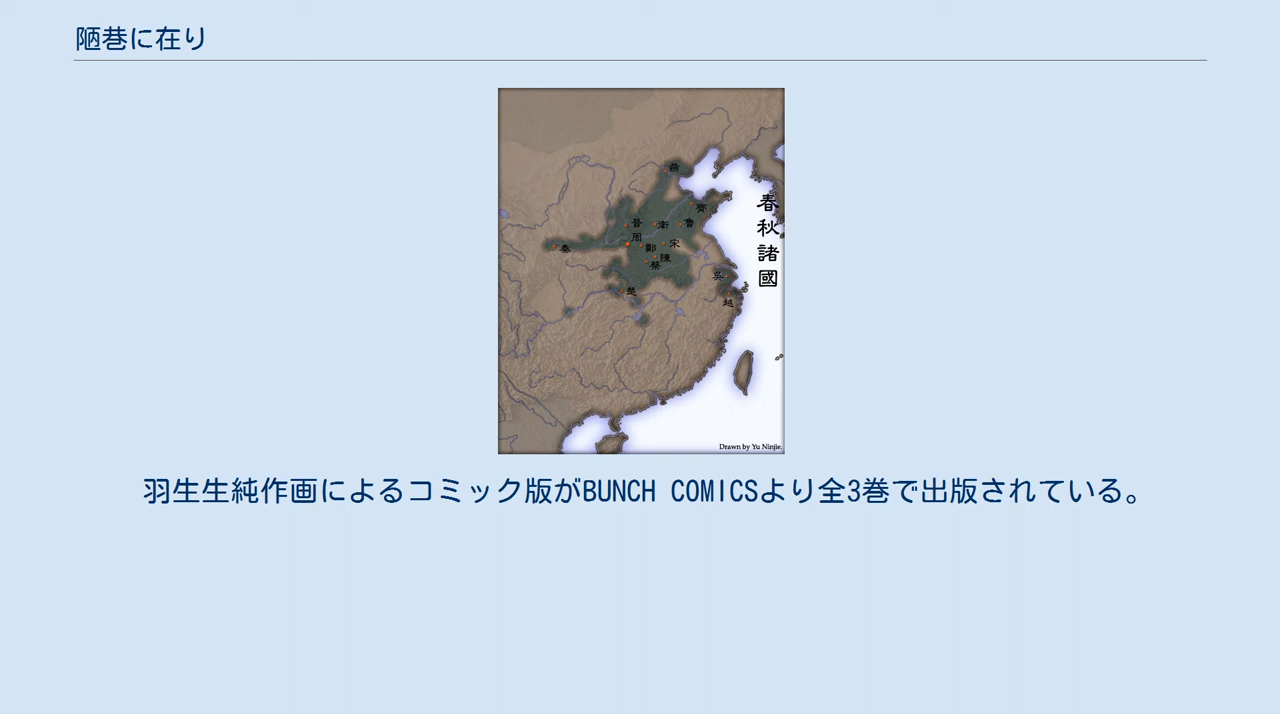 陋巷に在り
燕
齊
晉
衛
魯
周
秦
鄭
宋
陳
蔡
吳
楚
越
春秋諸國
Drawn by Yu Ninjie.
羽生生純作画によるコミック版がBUNCH COMICSより全3巻で出版されている。